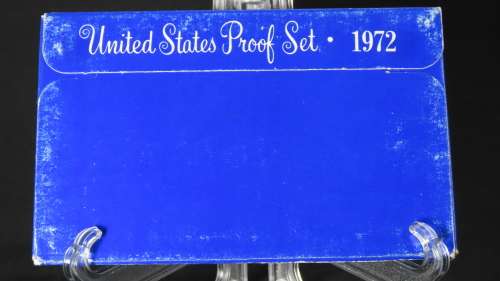 United States Proof Set · 1972